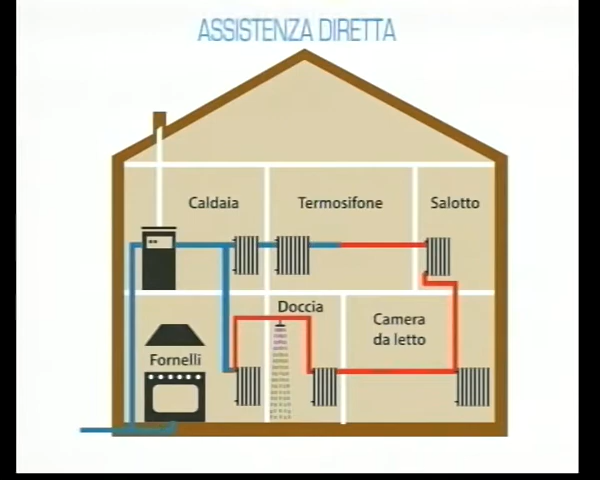 ASSISTENZA DIRETTA
Caldaia
Termosifone
Salotto
Doccia
Camera
da letto
Fornelli